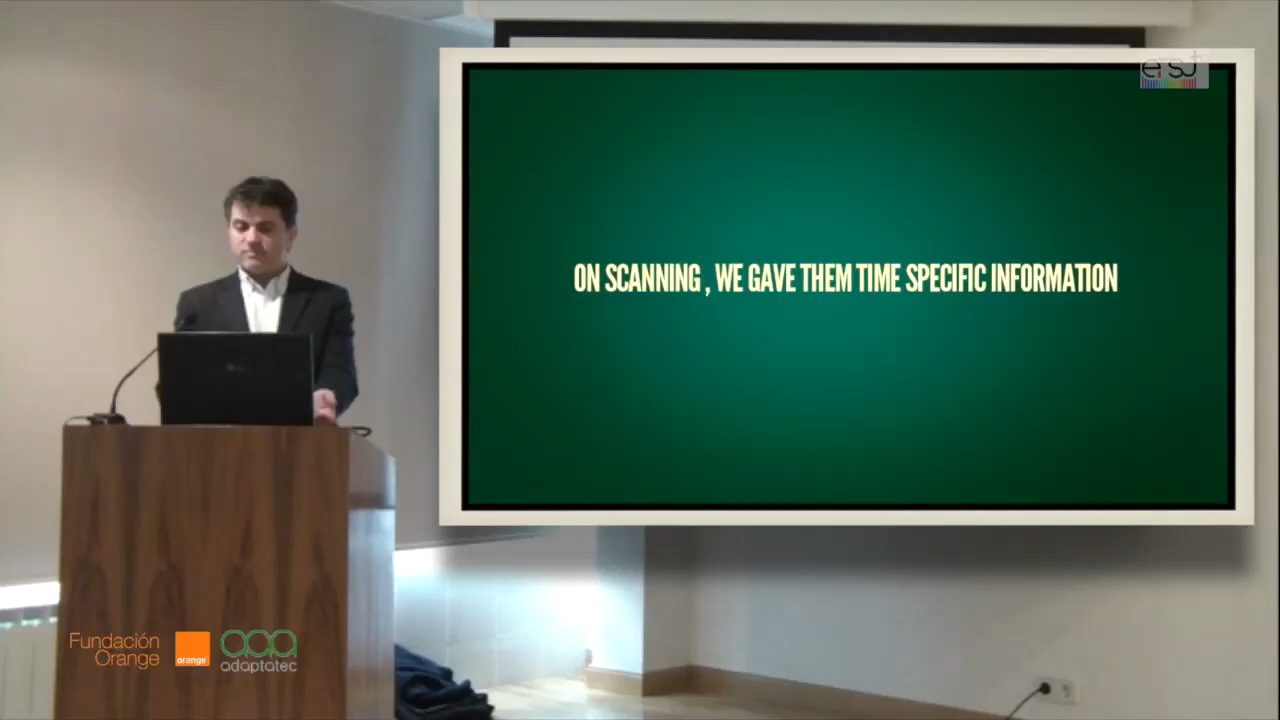 ON SCANNING , WE GAVE THEM TIME SPECIFIC INFORMATION
Fundación
Orange
orange
adaptatec